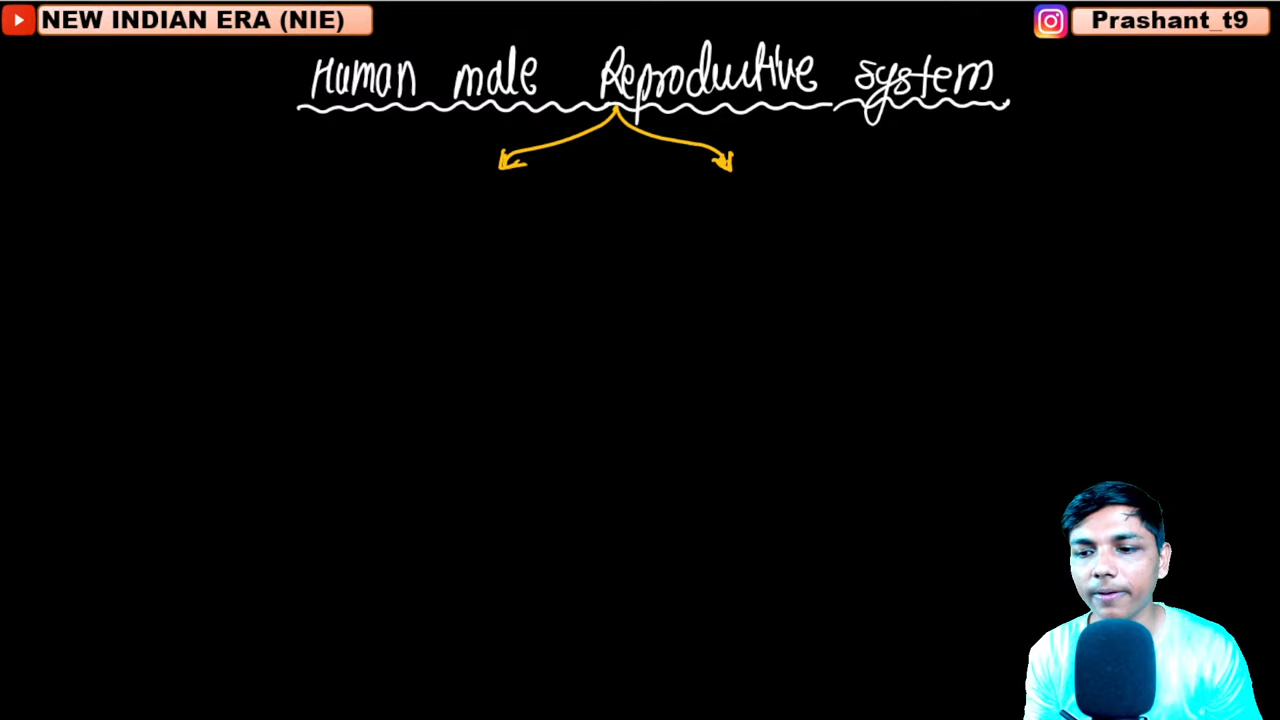 NEW INDIAN ERA (NIE)
Prashant_t9
Human male Reproductive system